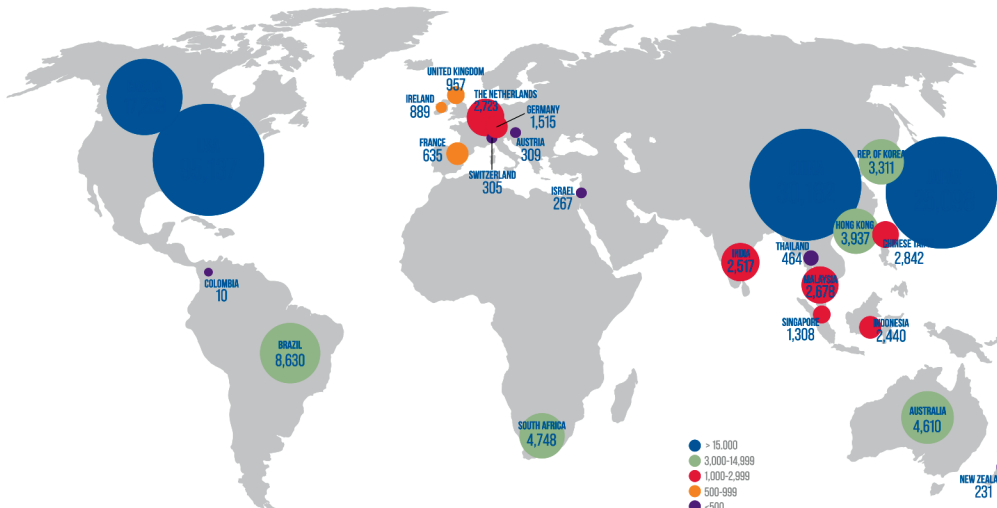 UNITED KINGDOM
957
IRELAND
889
THE NETHERLANDS
2,723
GERMANY
1,515
FRANCE
635
AUSTRIA
309
SWITZERLAND
305
ISRAEL
267
REP. OF KOREA
3,311
HONG KONG
3,937
CHINESE
2,842
THAILAND
464
INDIA
2,517
MALAYSIA
2,678
SINGAPORE
1,308
INDONESIA
2,440
COLOMBIA
10
BRAZIL
8,630
SOUTH AFRICA
4,748
AUSTRALIA
4,610
NEW
231
> 15.000
3,000-14,999
1,000-2,999
500-999
<500